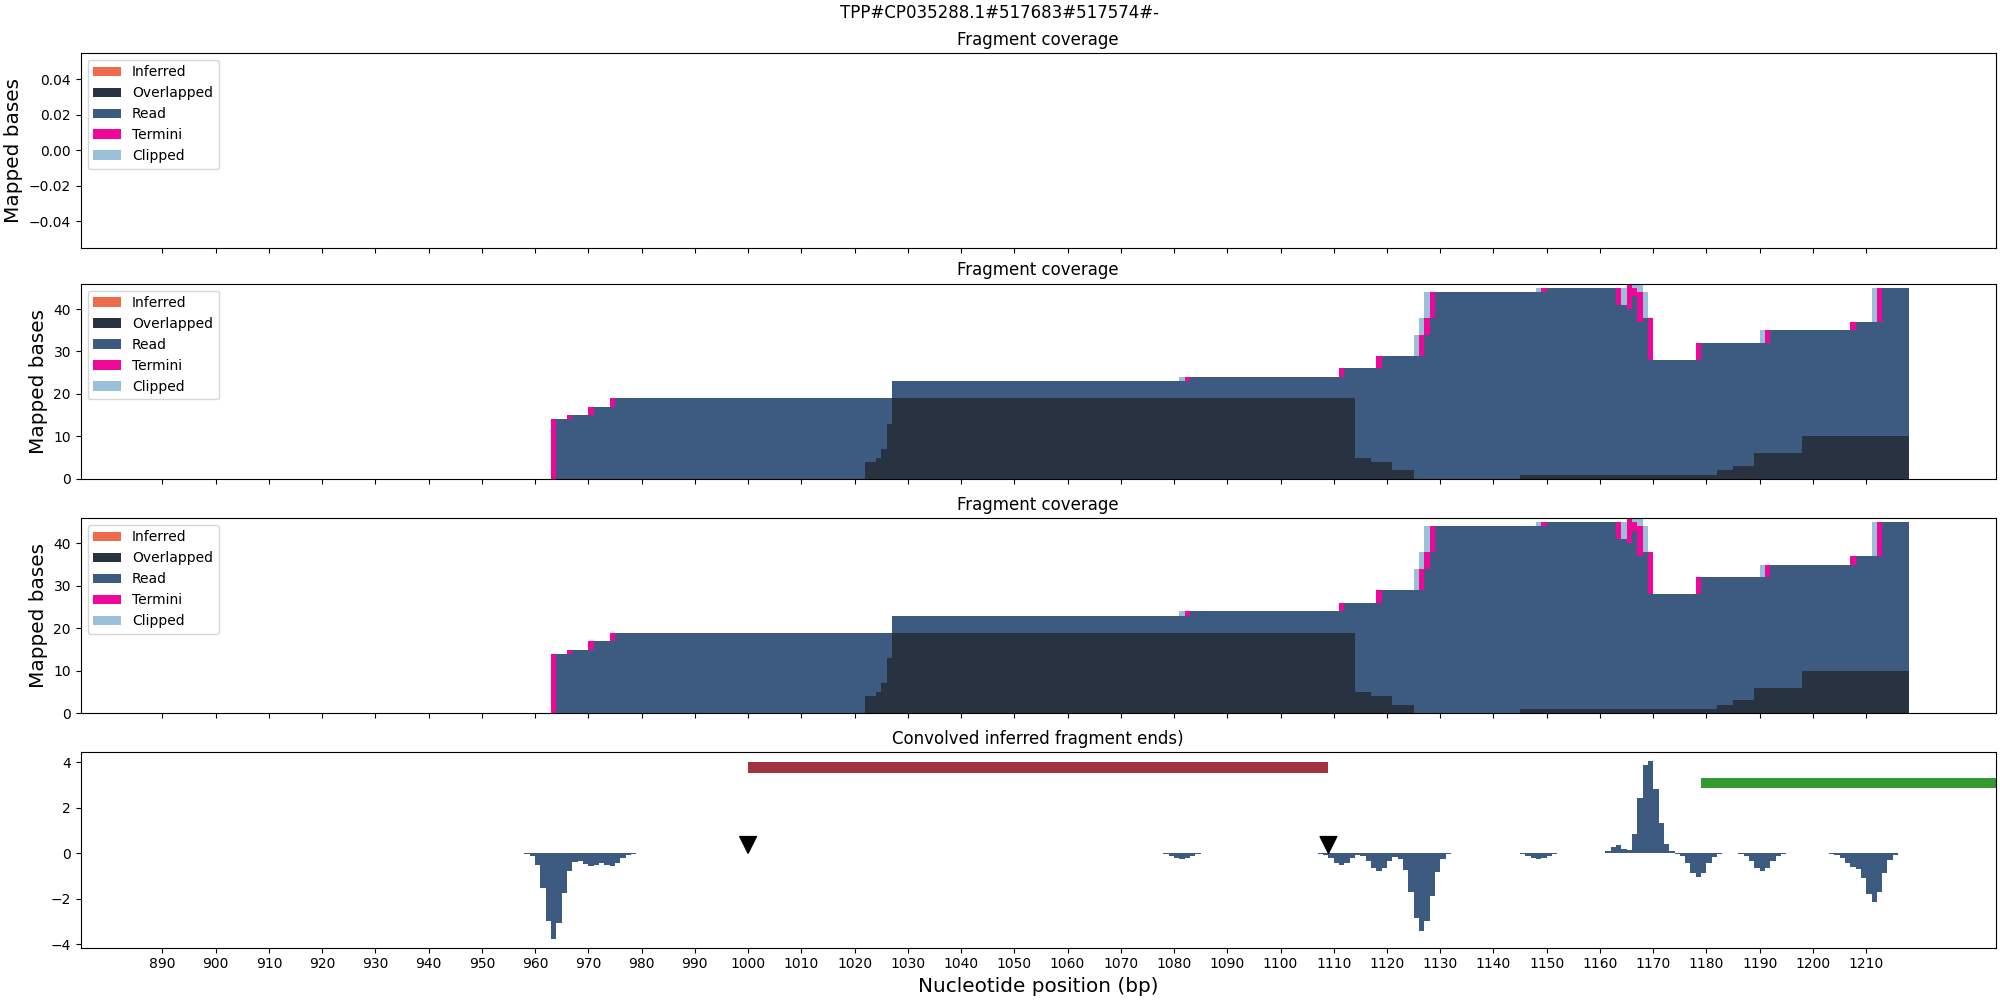 TPP#CP035288.1#517683#517574#-
Fragment coverage
Mapped bases
0.04
0.02
0.00
−0.02
−0.04
Inferred
Overlapped
Read
Termini
Clipped
Fragment coverage
Mapped bases
40
30
20
10
0
Inferred
Overlapped
Read
Termini
Clipped
Fragment coverage
Mapped bases
40
30
20
10
0
Inferred
Overlapped
Read
Termini
Clipped
Convolved inferred fragment ends)
4
2
0
−2
−4
890 900 910 920 930 940 950 960 970 980 990 1000 1010 1020 1030 1040 1050 1060 1070 1080 1090 1100 1110 1120 1130 1140 1150 1160 1170 1180 1190 1200 1210
Nucleotide position (bp)